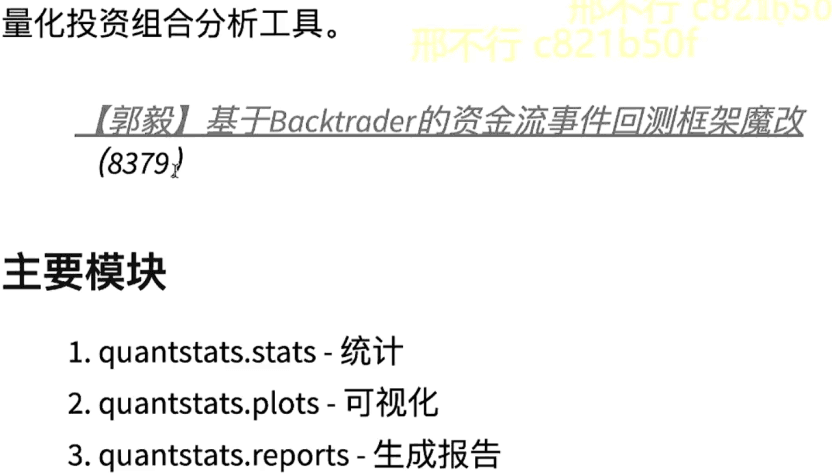 邢不行 c821b50f
量化投资组合分析工具。
邢不行 c821b50f
【郭毅】基于Backtrader的资金流事件回测框架魔改
(8379)
主要模块
1. quantstats.stats - 统计
2. quantstats.plots - 可视化
3. quantstats.reports - 生成报告